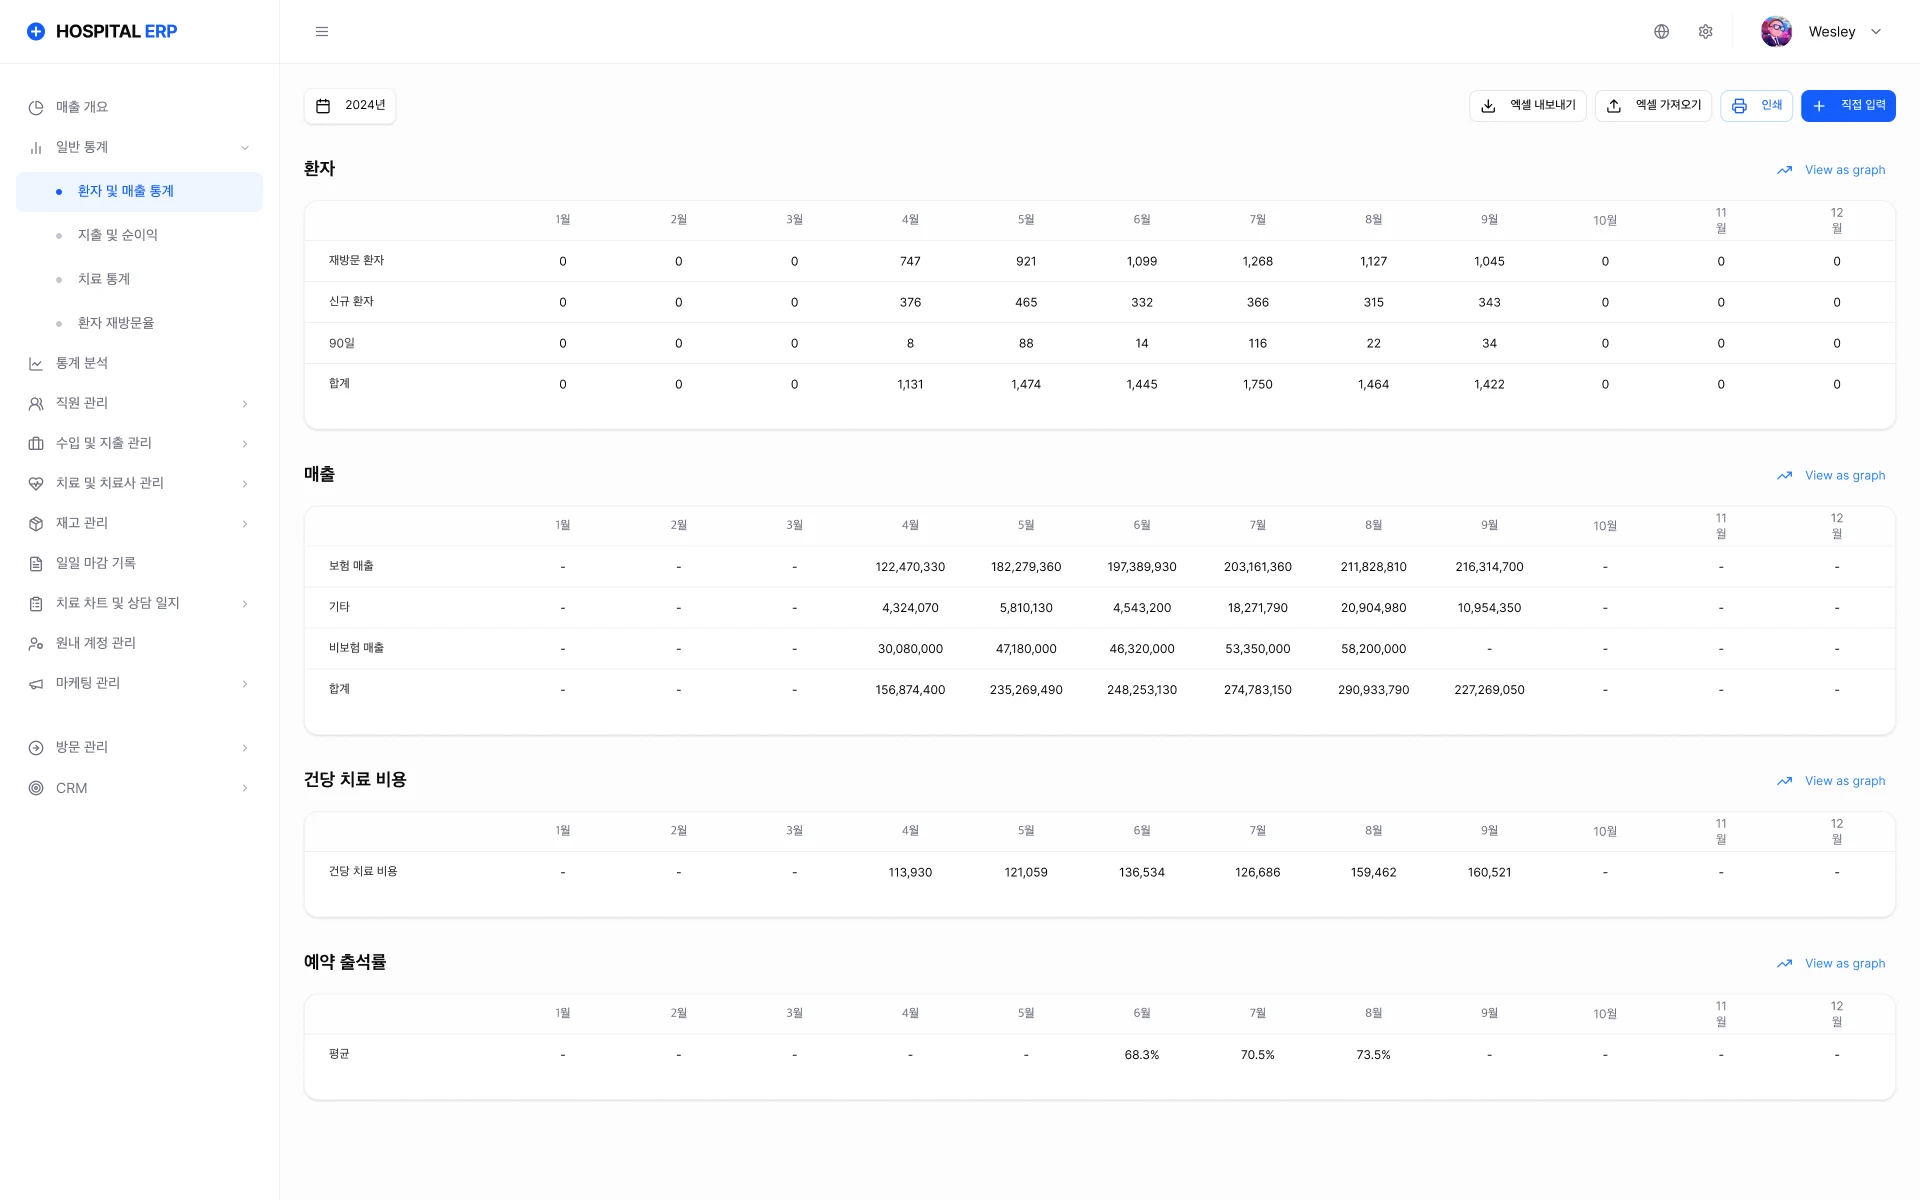 HOSPITAL ERP
Wesley
매출 개요
일반 통계
환자 및 매출 통계
지출 및 순이익
치료 통계
환자 재방문율
통계 분석
직원 관리
수입 및 지출 관리
치료 및 치료사 관리
재고 관리
일일 마감 기록
치료 차트 및 상담 일지
원내 계정 관리
마케팅 관리
방문 관리
CRM
2024년 엑셀 내보내기 엑셀 가져오기 인쇄 직접 입력
환자 View as graph
1월 2월 3월 4월 5월 6월 7월 8월 9월 10월 11월 12월
재방문 환자 0 0 0 747 921 1,099 1,268 1,127 1,045 0 0 0
신규 환자 0 0 0 376 465 332 366 315 343 0 0 0
90일 0 0 0 8 88 14 116 22 34 0 0 0
합계 0 0 0 1,131 1,474 1,445 1,750 1,464 1,422 0 0 0
매출 View as graph
1월 2월 3월 4월 5월 6월 7월 8월 9월 10월 11월 12월
보험 매출 - - - 122,470,330 182,279,360 197,389,930 203,161,360 211,828,810 216,314,700 - - -
기타 - - - 4,324,070 5,810,130 4,543,200 18,271,790 20,904,980 10,954,350 - - -
비보험 매출 - - - 30,080,000 47,180,000 46,320,000 53,350,000 58,200,000 - - - -
합계 - - - 156,874,400 235,269,490 248,253,130 274,783,150 290,933,790 227,269,050 - - -
건당 치료 비용 View as graph
1월 2월 3월 4월 5월 6월 7월 8월 9월 10월 11월 12월
건당 치료 비용 - - - 113,930 121,059 136,534 126,686 159,462 160,521 - - -
예약 출석률 View as graph
1월 2월 3월 4월 5월 6월 7월 8월 9월 10월 11월 12월
평균 - - - - - 68.3% 70.5% 73.5% - - - -